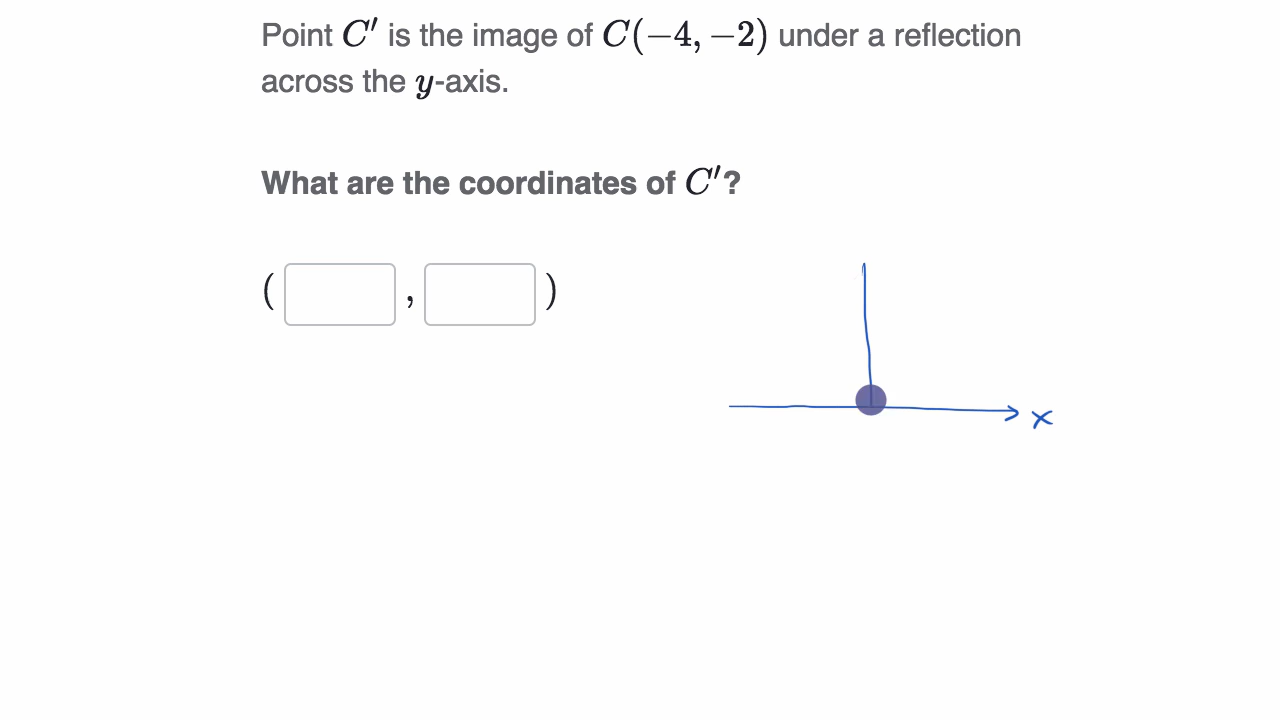 Point C′ is the image of C(−4, −2) under a reflection
across the y-axis.
What are the coordinates of C′?
( , )
x